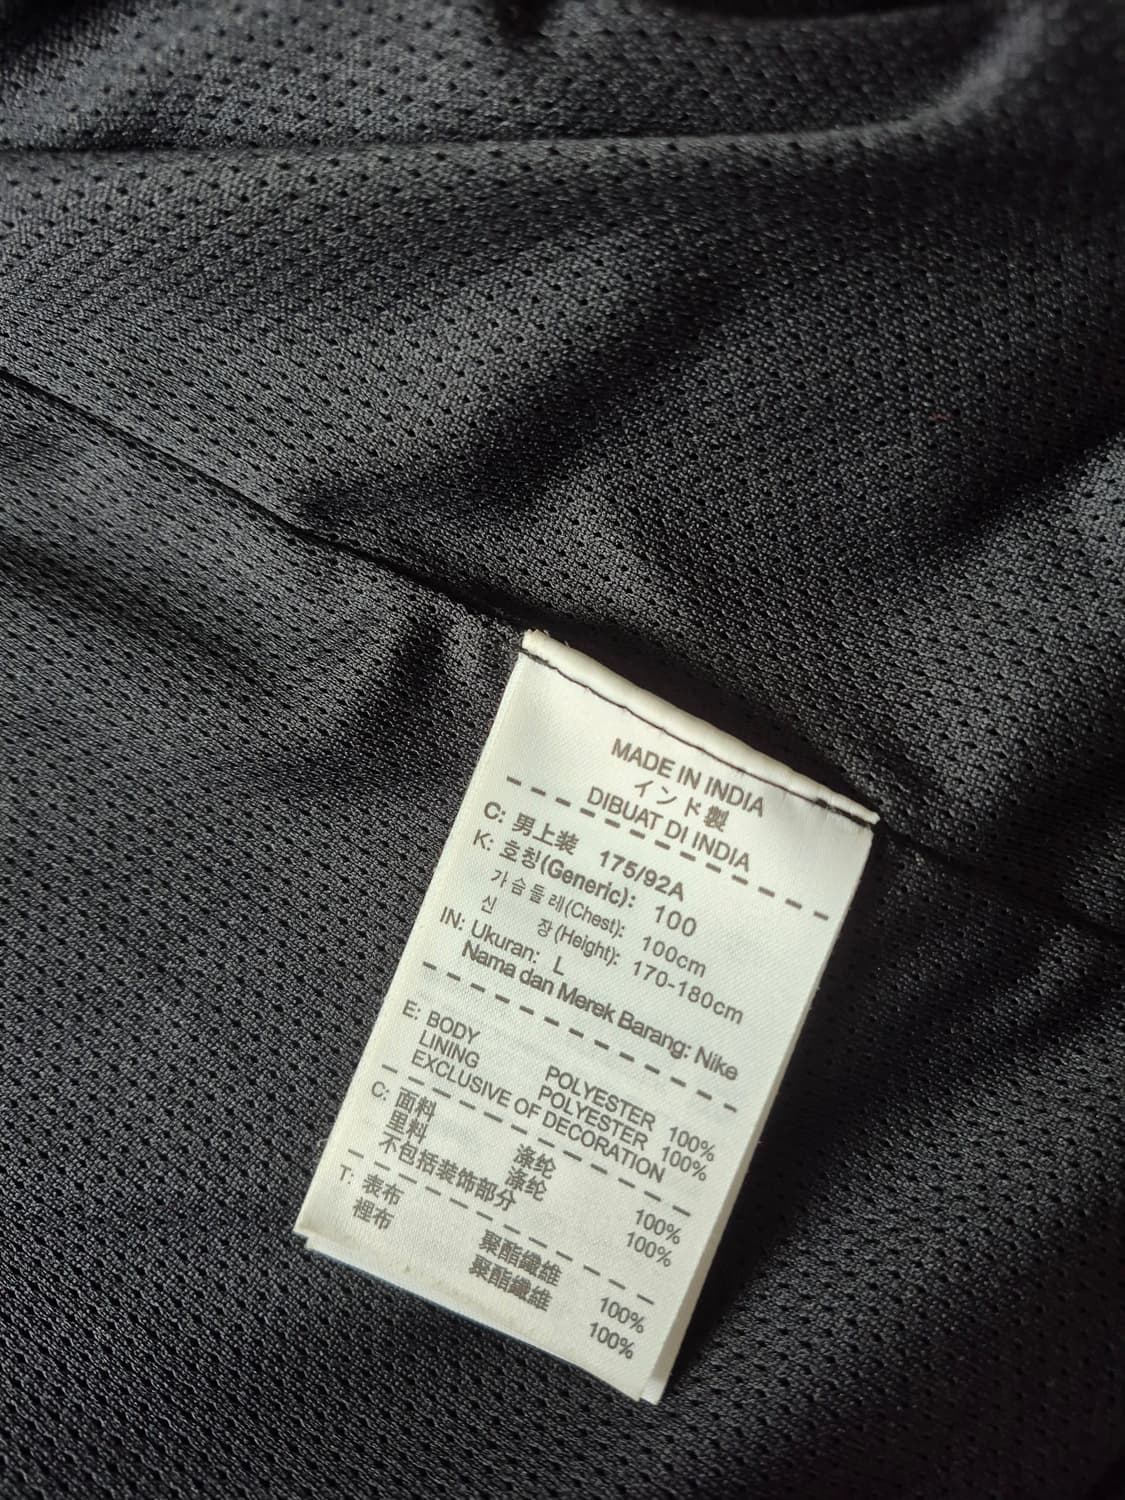 MADE IN INDIA
インド製
DIBUAT DI INDIA
C: 男上装 175/92A
K: 호칭(Generic): 100
가슴둘레(Chest): 100cm
신 장(Height): 170-180cm
IN: Ukuran: L
Nama dan Merek Barang: Nike
E: BODY POLYESTER 100%
LINING POLYESTER 100%
EXCLUSIVE OF DECORATION
C: 面料 涤纶 100%
里料 涤纶 100%
不包括装饰部分
T: 表布 聚酯纖維 100%
裡布 聚酯纖維 100%